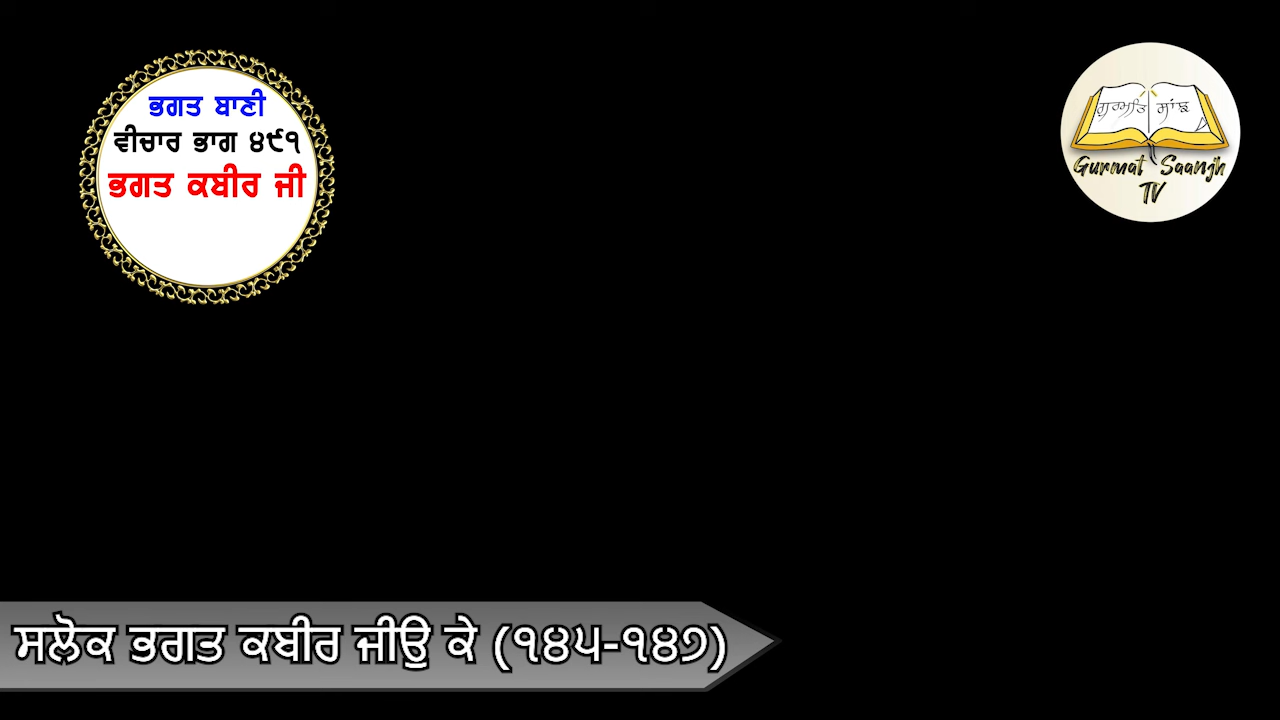 ਭਗਤ ਬਾਣੀ
ਵੀਚਾਰ ਭਾਗ ੪੯੧
ਭਗਤ ਕਬੀਰ ਜੀ
ਗੁਰਮਤਿ ਸਾਂਝ
Gurmat Saanjh
TV
ਸਲੋਕ ਭਗਤ ਕਬੀਰ ਜੀਉ ਕੇ (੧੪੫-੧੪੭)